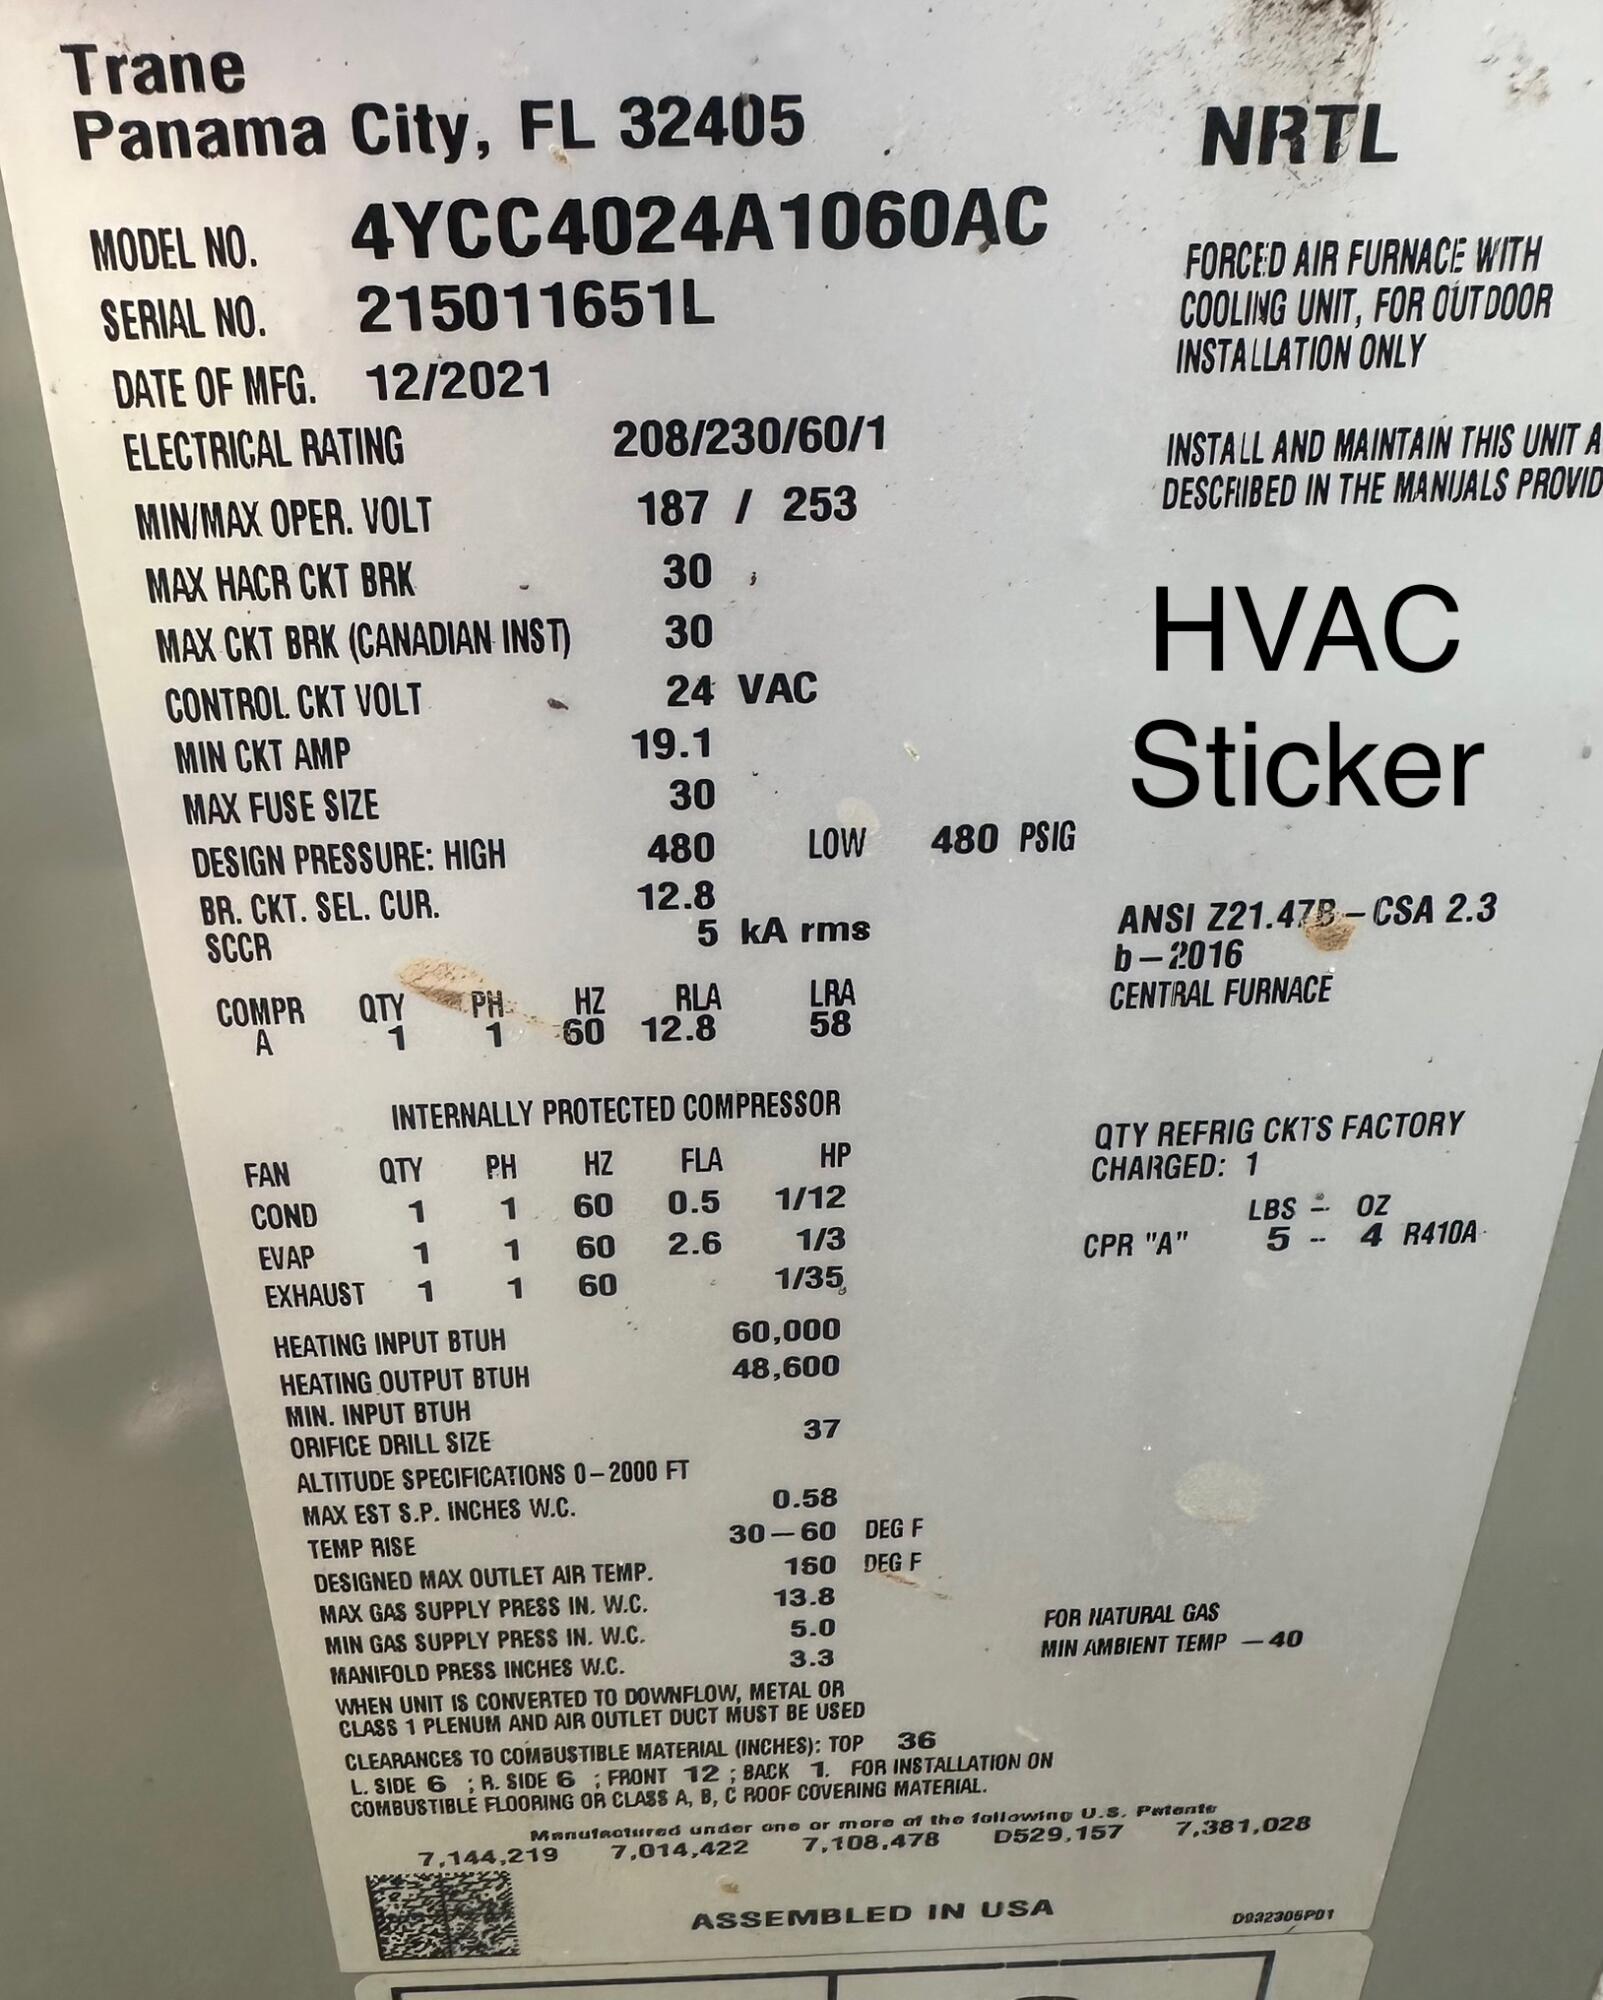 Trane
Panama City, FL 32405
NRTL
MODEL NO. 4YCC4024A1060AC
SERIAL NO. 215011651L
DATE OF MFG. 12/2021
FORCED AIR FURNACE WITH
COOLING UNIT, FOR OUTDOOR
INSTALLATION ONLY
ELECTRICAL RATING 208/230/60/1
MIN/MAX OPER. VOLT 187 / 253
INSTALL AND MAINTAIN THIS UNIT A
DESCRIBED IN THE MANUALS PROVID
MAX HACR CKT BRK 30
MAX CKT BRK (CANADIAN INST) 30
CONTROL CKT VOLT 24 VAC
MIN CKT AMP 19.1
MAX FUSE SIZE 30
HVAC
Sticker
DESIGN PRESSURE: HIGH 480 LOW 480 PSIG
BR. CKT. SEL. CUR. 12.8
SCCR 5 kA rms
ANSI Z21.47B–CSA 2.3
b–2016
CENTRAL FURNACE
COMPR QTY PH HZ RLA LRA
A 1 1 60 12.8 58
INTERNALLY PROTECTED COMPRESSOR
FAN QTY PH HZ FLA HP
COND 1 1 60 0.5 1/12
EVAP 1 1 60 2.6 1/3
EXHAUST 1 1 60 1/35
QTY REFRIG CKTS FACTORY
CHARGED: 1
LBS – OZ
CPR "A" 5 – 4 R410A
HEATING INPUT BTUH 60,000
HEATING OUTPUT BTUH 48,600
MIN. INPUT BTUH
ORIFICE DRILL SIZE 37
ALTITUDE SPECIFICATIONS 0–2000 FT
MAX EST S.P. INCHES W.C. 0.58
TEMP RISE 30–60 DEG F
DESIGNED MAX OUTLET AIR TEMP. 160 DEG F
MAX GAS SUPPLY PRESS IN. W.C. 13.8
MIN GAS SUPPLY PRESS IN. W.C. 5.0
MANIFOLD PRESS INCHES W.C. 3.3
FOR NATURAL GAS
MIN AMBIENT TEMP –40
WHEN UNIT IS CONVERTED TO DOWNFLOW, METAL OR
CLASS 1 PLENUM AND AIR OUTLET DUCT MUST BE USED
CLEARANCES TO COMBUSTIBLE MATERIAL (INCHES): TOP 36
L. SIDE 6 ; R. SIDE 6 ; FRONT 12 ; BACK 1. FOR INSTALLATION ON
COMBUSTIBLE FLOORING OR CLASS A, B, C ROOF COVERING MATERIAL.
Manufactured under one or more of the following U.S. Patents
7,144,219 7,014,422 7,108,478 D529,157 7,381,028
ASSEMBLED IN USA
D932305P01